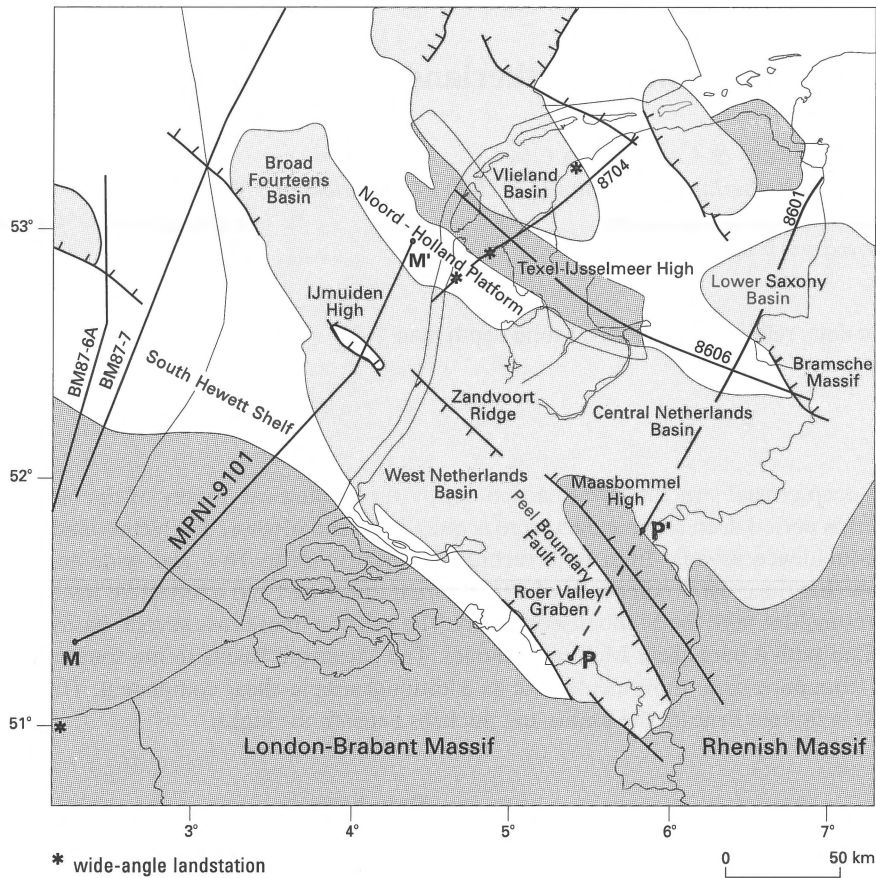 Broad
Fourteens
Basin
Vlieland
Basin
8704
8601
53°
Noord - Holland Platform
M'
Texel-IJsselmeer High
Lower Saxony
Basin
IJmuiden
High
BM87-6A
BM87-7
South Hewett Shelf
8606
Bramsche
Massif
Zandvoort
Ridge
Central Netherlands
Basin
52°
MPNI-9101
West Netherlands
Basin
Maasbommel
High
Peel Boundary
Fault
P'
Roer Valley
Graben
M
P
51°
London-Brabant Massif
Rhenish Massif
3°
4°
5°
6°
7°
* wide-angle landstation
0
50 km